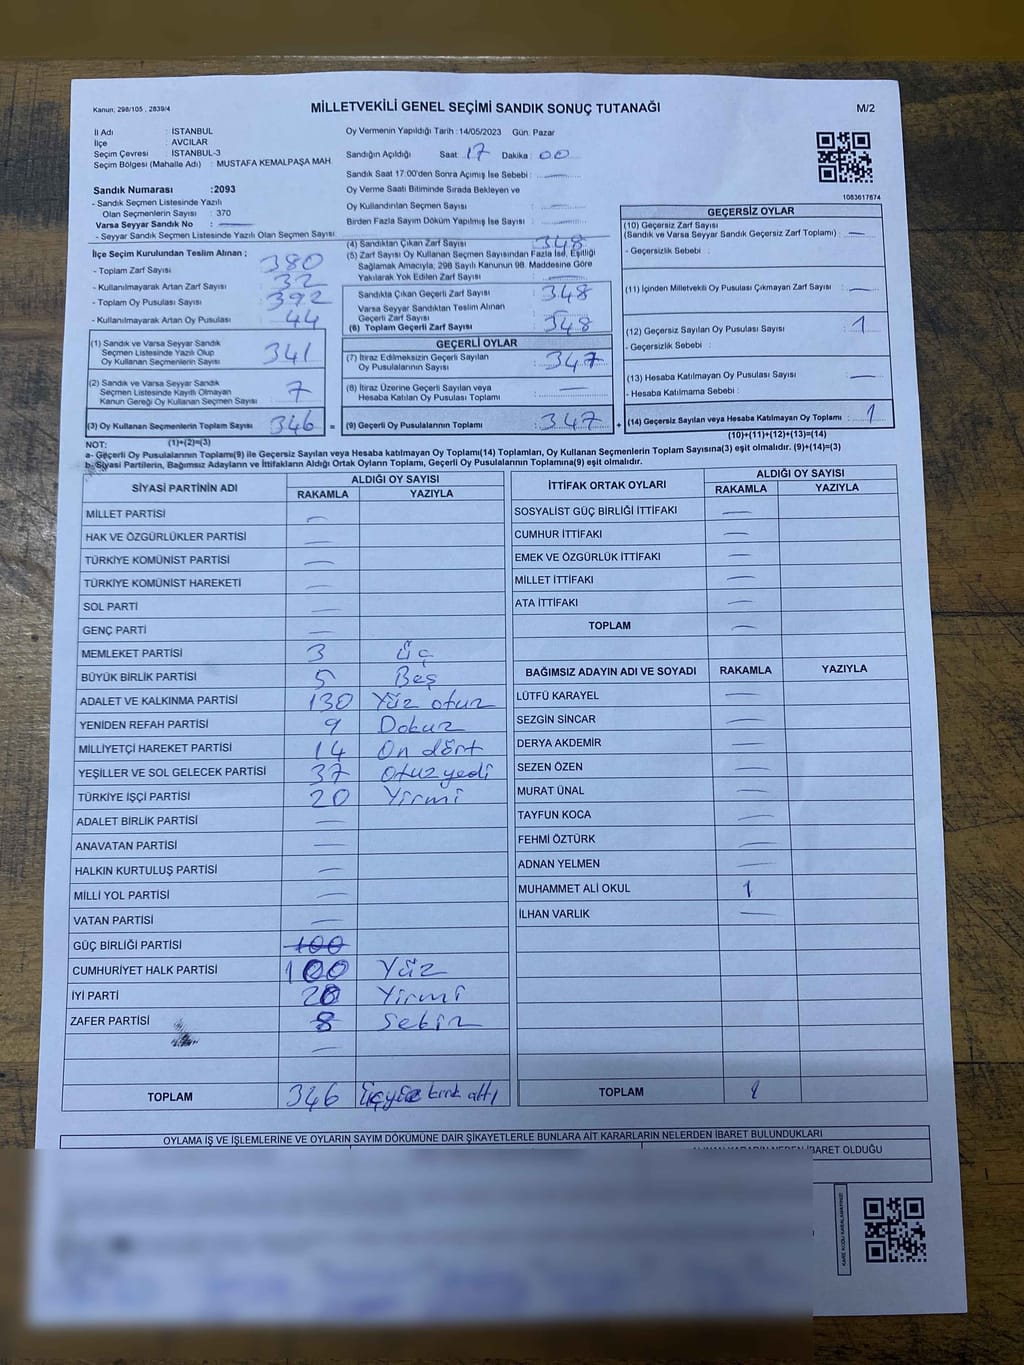 Kanun; 298/105 . 2839/4
MİLLETVEKİLİ GENEL SEÇİMİ SANDIK SONUÇ TUTANAĞI
M/2
İl Adı : İSTANBUL
İlçe : AVCILAR
Seçim Çevresi : İSTANBUL-3
Seçim Bölgesi (Mahalle Adı) : MUSTAFA KEMALPAŞA MAH.
Sandık Numarası :2093
- Sandık Seçmen Listesinde Yazılı
Olan Seçmenlerin Sayısı : 370
Varsa Seyyar Sandık No :
- Seyyar Sandık Seçmen Listesinde Yazılı Olan Seçmen Sayısı:
Oy Vermenin Yapıldığı Tarih :14/05/2023 Gün: Pazar
Sandığın Açıldığı Saat: 17 Dakika : 00
Sandık Saat 17:00'den Sonra Açımış İse Sebebi :
Oy Verme Saati Bitiminde Sırada Bekleyen ve
Oy Kullandırılan Seçmen Sayısı :
Birden Fazla Sayım Döküm Yapılmış İse Sayısı :
1083617874
İlçe Seçim Kurulundan Teslim Alınan ;
- Toplam Zarf Sayısı : 380
- Kullanılmayarak Artan Zarf Sayısı : 32
- Toplam Oy Pusulası Sayısı : 392
- Kullanılmayarak Artan Oy Pusulası : 44
(1) Sandık ve Varsa Seyyar Sandık
Seçmen Listesinde Yazılı Olup
Oy Kullanan Seçmenlerin Sayısı : 341
(2) Sandık ve Varsa Seyyar Sandık
Seçmen Listesinde Kayıtlı Olmayan
Kanun Gereği Oy Kullanan Seçmen Sayısı : 7
(3) Oy Kullanan Seçmenlerin Toplam Sayısı : 346 =
(1)+(2)=(3)
(4) Sandıktan Çıkan Zarf Sayısı : 348
(5) Zarf Sayısı Oy Kullanan Seçmen Sayısından Fazla İse, Eşitliği
Sağlamak Amacıyla, 298 Sayılı Kanunun 98. Maddesine Göre
Yakılarak Yok Edilen Zarf Sayısı :
Sandıkta Çıkan Geçerli Zarf Sayısı : 348
Varsa Seyyar Sandıktan Teslim Alınan
Geçerli Zarf Sayısı :
(6) Toplam Geçerli Zarf Sayısı : 348
GEÇERLİ OYLAR
(7) İtiraz Edilmeksizin Geçerli Sayılan
Oy Pusulalarının Sayısı : 347
(8) İtiraz Üzerine Geçerli Sayılan veya
Hesaba Katılan Oy Pusulası Toplamı :
(9) Geçerli Oy Pusulalarının Toplamı : 347 +
GEÇERSİZ OYLAR
(10) Geçersiz Zarf Sayısı
(Sandık ve Varsa Seyyar Sandık Geçersiz Zarf Toplamı) :
- Geçersizlik Sebebi :
(11) İçinden Milletvekili Oy Pusulası Çıkmayan Zarf Sayısı :
(12) Geçersiz Sayılan Oy Pusulası Sayısı : 1
- Geçersizlik Sebebi :
(13) Hesaba Katılmayan Oy Pusulası Sayısı :
- Hesaba Katılmama Sebebi :
(14) Geçersiz Sayılan veya Hesaba Katılmayan Oy Toplamı : 1
(10)+(11)+(12)+(13)=(14)
NOT:
a- Geçerli Oy Pusulasının Toplamı(9) ile Geçersiz Sayılan veya Hesaba katılmayan Oy Toplamı(14) Toplamları, Oy Kullanan Seçmenlerin Toplam Sayısına(3) eşit olmalıdır. (9)+(14)=(3)
b- Siyasi Partilerin, Bağımsız Adayların ve İttifakların Aldığı Ortak Oyların Toplamı, Geçerli Oy Pusulalarının Toplamına(9) eşit olmalıdır.
SİYASİ PARTİNİN ADI ALDIĞI OY SAYISI
RAKAMLA YAZIYLA
MİLLET PARTİSİ
HAK VE ÖZGÜRLÜKLER PARTİSİ
TÜRKİYE KOMÜNİST PARTİSİ
TÜRKİYE KOMÜNİST HAREKETİ
SOL PARTİ
GENÇ PARTİ
MEMLEKET PARTİSİ 3 Üç
BÜYÜK BİRLİK PARTİSİ 5 Beş
ADALET VE KALKINMA PARTİSİ 130 Yüz otuz
YENİDEN REFAH PARTİSİ 9 Dokuz
MİLLİYETÇİ HAREKET PARTİSİ 14 On dört
YEŞİLLER VE SOL GELECEK PARTİSİ 37 otuz yedi
TÜRKİYE İŞÇİ PARTİSİ 20 Yirmi
ADALET BİRLİK PARTİSİ
ANAVATAN PARTİSİ
HALKIN KURTULUŞ PARTİSİ
MİLLİ YOL PARTİSİ
VATAN PARTİSİ
GÜÇ BİRLİĞİ PARTİSİ 100
CUMHURİYET HALK PARTİSİ 100 Yüz
İYİ PARTİ 20 Yirmi
ZAFER PARTİSİ 8 Sekiz
TOPLAM 346 Üçyüz kırk altı
İTTİFAK ORTAK OYLARI ALDIĞI OY SAYISI
RAKAMLA YAZIYLA
SOSYALİST GÜÇ BİRLİĞİ İTTİFAKI
CUMHUR İTTİFAKI
EMEK VE ÖZGÜRLÜK İTTİFAKI
MİLLET İTTİFAKI
ATA İTTİFAKI
TOPLAM
BAĞIMSIZ ADAYIN ADI VE SOYADI RAKAMLA YAZIYLA
LÜTFÜ KARAYEL
SEZGİN SİNCAR
DERYA AKDEMİR
SEZEN ÖZEN
MURAT ÜNAL
TAYFUN KOCA
FEHMİ ÖZTÜRK
ADNAN YELMEN
MUHAMMET ALİ OKUL 1
İLHAN VARLIK
TOPLAM 1
OYLAMA İŞ VE İŞLEMLERİNE VE OYLARIN SAYIM DÖKÜMÜNE DAİR ŞİKAYETLERLE BUNLARA AİT KARARLARIN NELERDEN İBARET BULUNDUKLARI
İBARET OLDUĞU